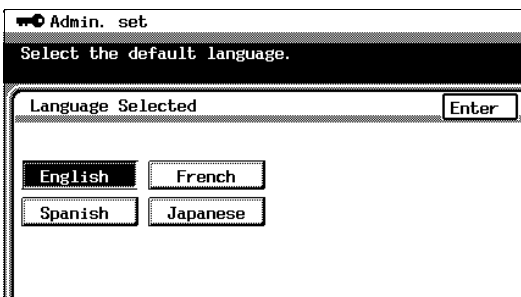 Admin. set
Select the default language.
Language Selected Enter
English French
Spanish Japanese